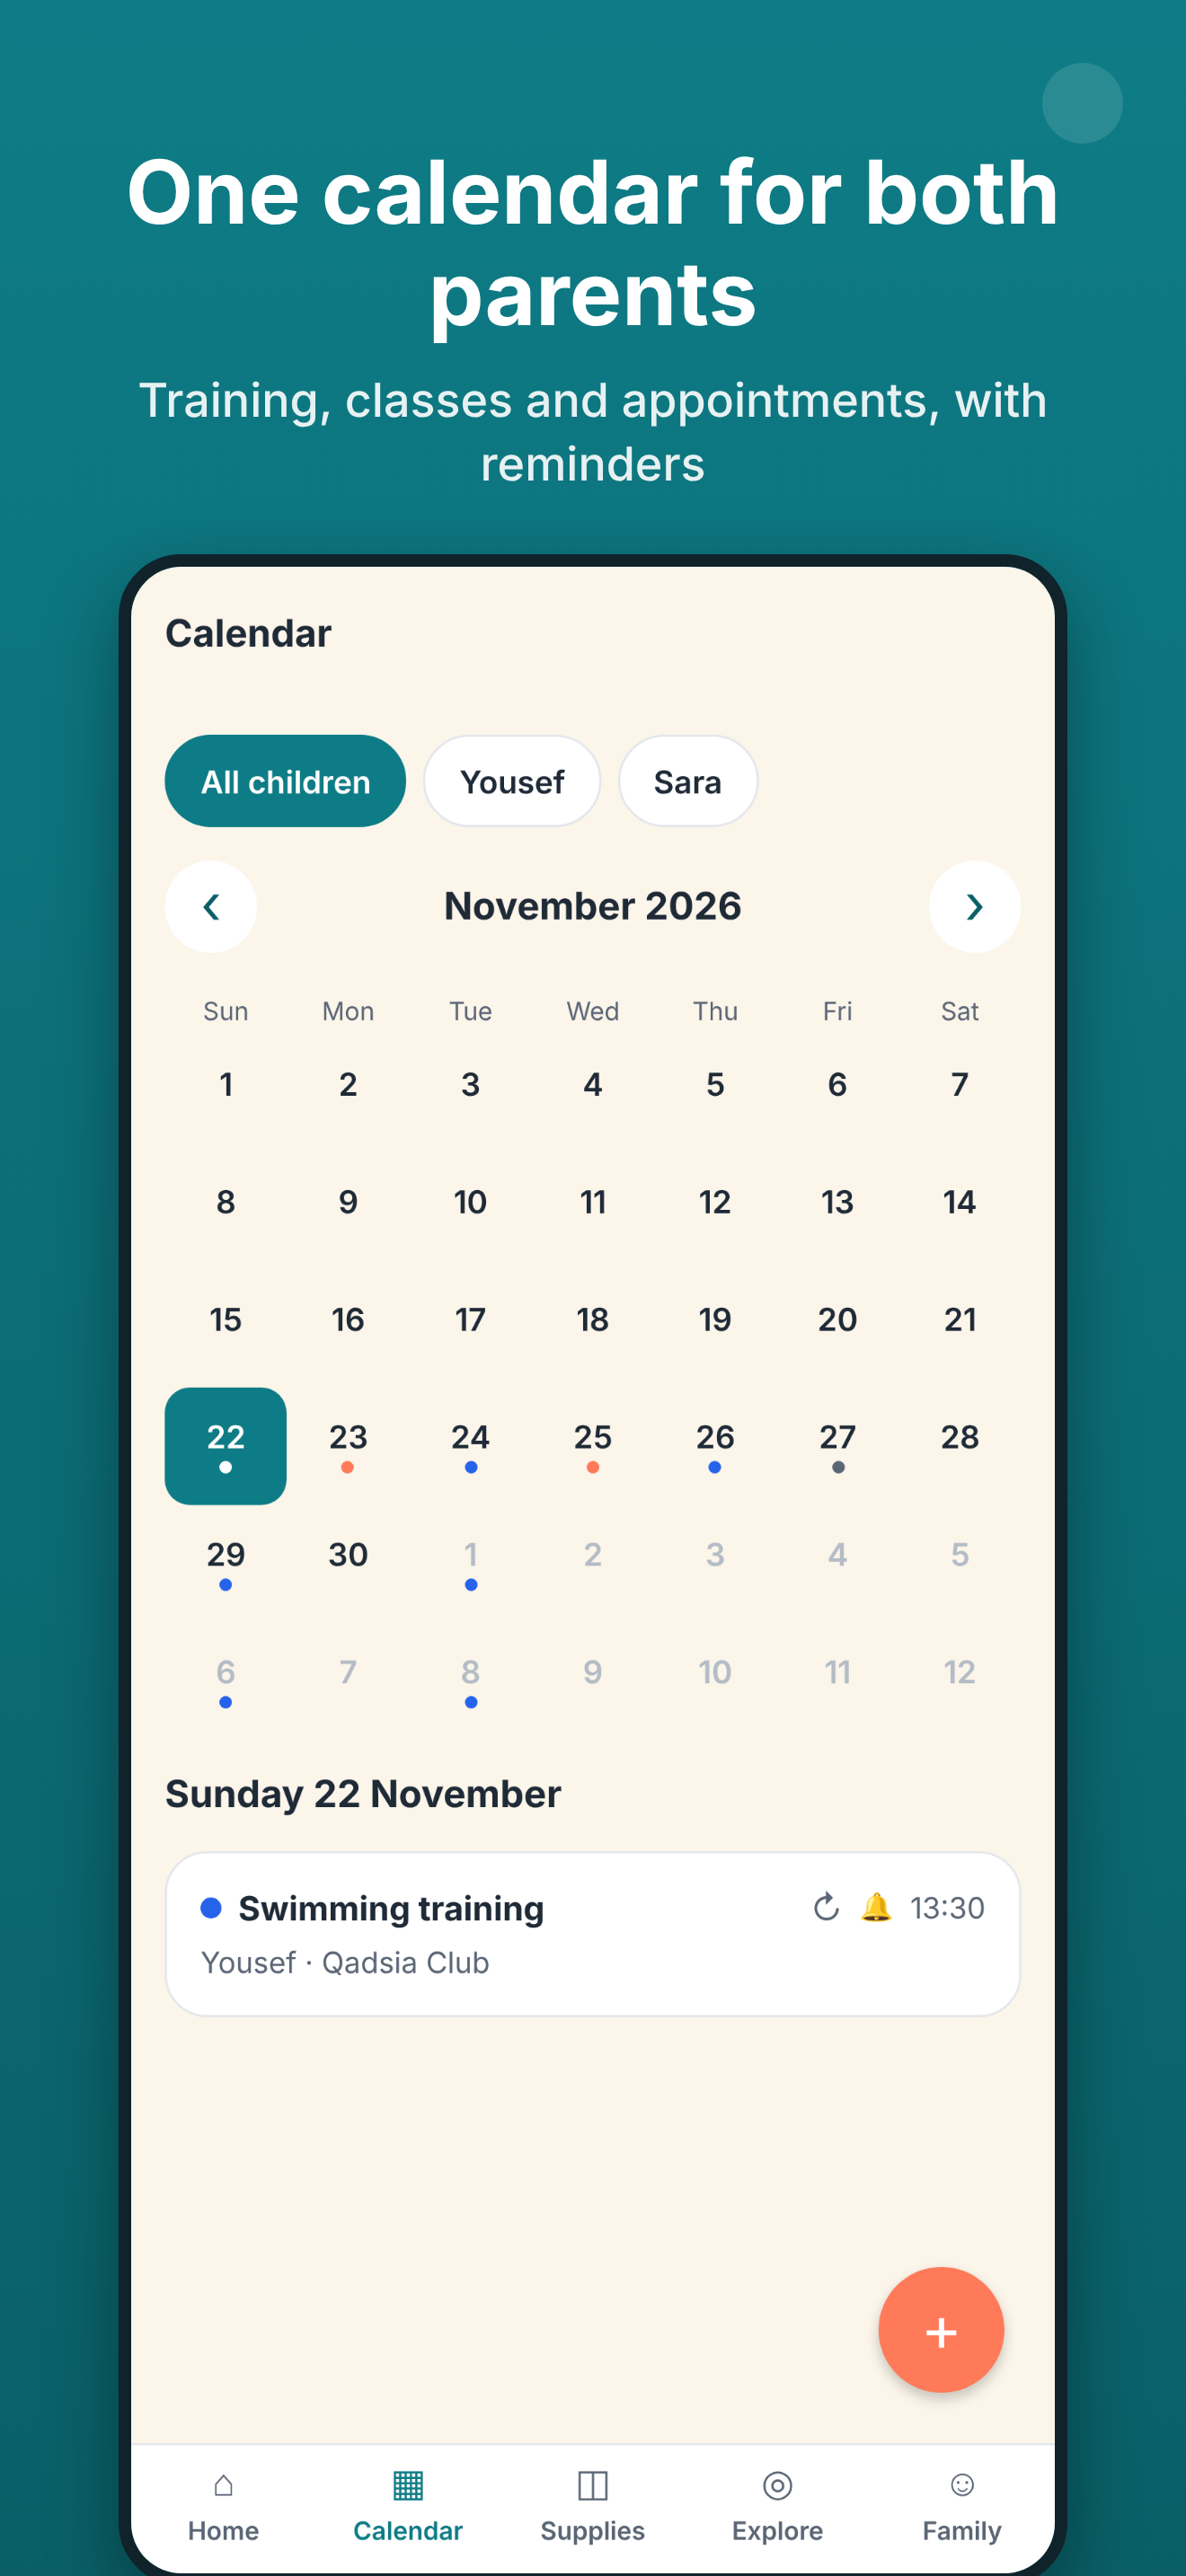 One calendar for both
parents
Training, classes and appointments, with
reminders
Calendar
All children Yousef Sara
‹ November 2026 ›
Sun Mon Tue Wed Thu Fri Sat
1 2 3 4 5 6 7
8 9 10 11 12 13 14
15 16 17 18 19 20 21
22 23 24 25 26 27 28
29 30 1 2 3 4 5
6 7 8 9 10 11 12
Sunday 22 November
Swimming training 13:30
Yousef · Qadsia Club
+
Home Calendar Supplies Explore Family